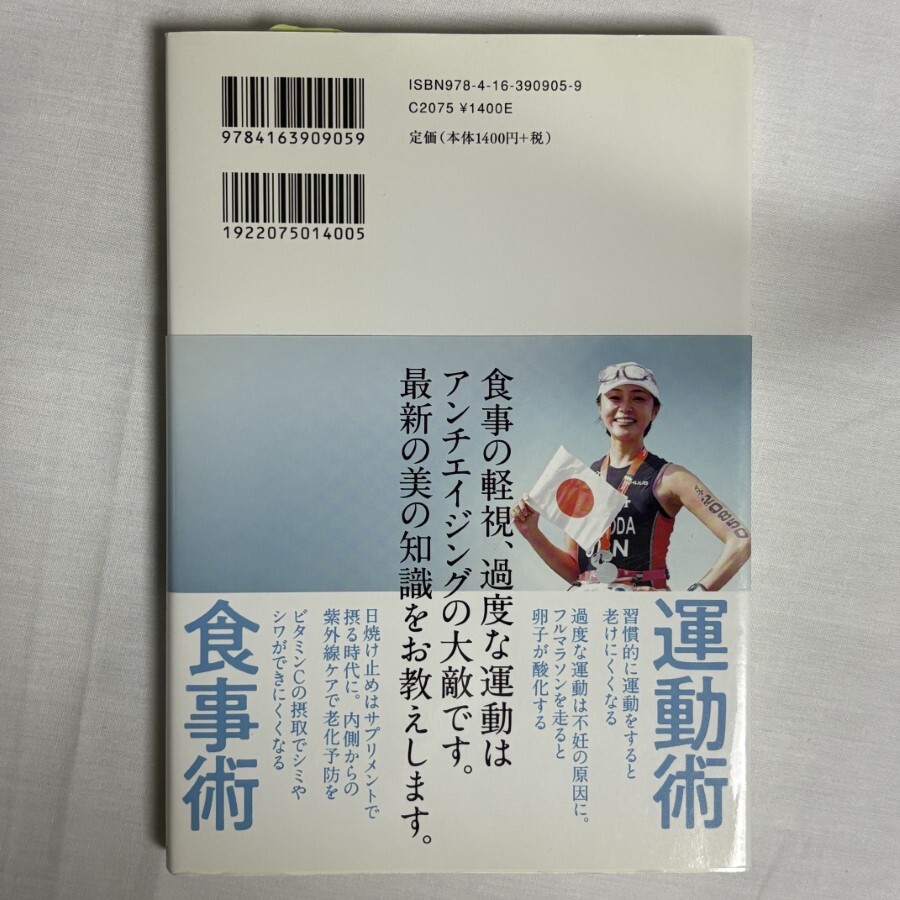 ISBN978-4-16-390905-9
C2075 ¥1400E
定価（本体1400円+税）
9784163909059
1922075014005
食事の軽視、過度な運動は
アンチエイジングの大敵です。
最新の美の知識をお教えします。
運動術
習慣的に運動をすると
老けにくくなる
過度な運動は不妊の原因に。
フルマラソンを走ると
卵子が酸化する
食事術
日焼け止めはサプリメントで
摂る時代に。内側からの
紫外線ケアで老化予防を
ビタミンCの摂取でシミや
シワができにくくなる